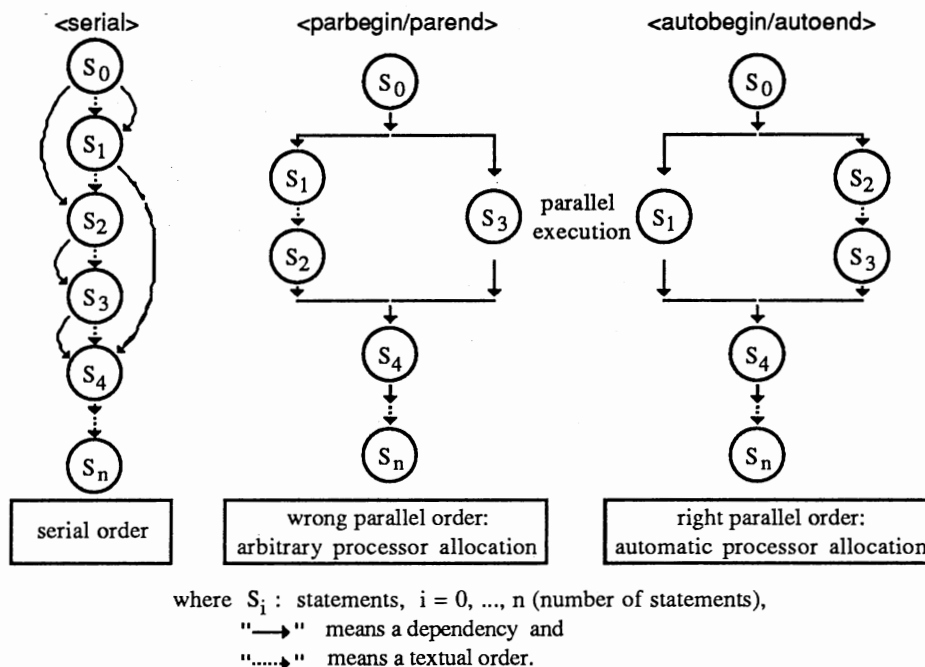 <serial>
<parbegin/parend>
<autobegin/autoend>
S0
S1
S2
S3
S4
Sn
serial order
S0
S1
S2
S3
parallel
execution
S4
Sn
wrong parallel order:
arbitrary processor allocation
S0
S1
S2
S3
S4
Sn
right parallel order:
automatic processor allocation
where Si : statements, i = 0, ..., n (number of statements),
"⟶" means a dependency and
"......>" means a textual order.